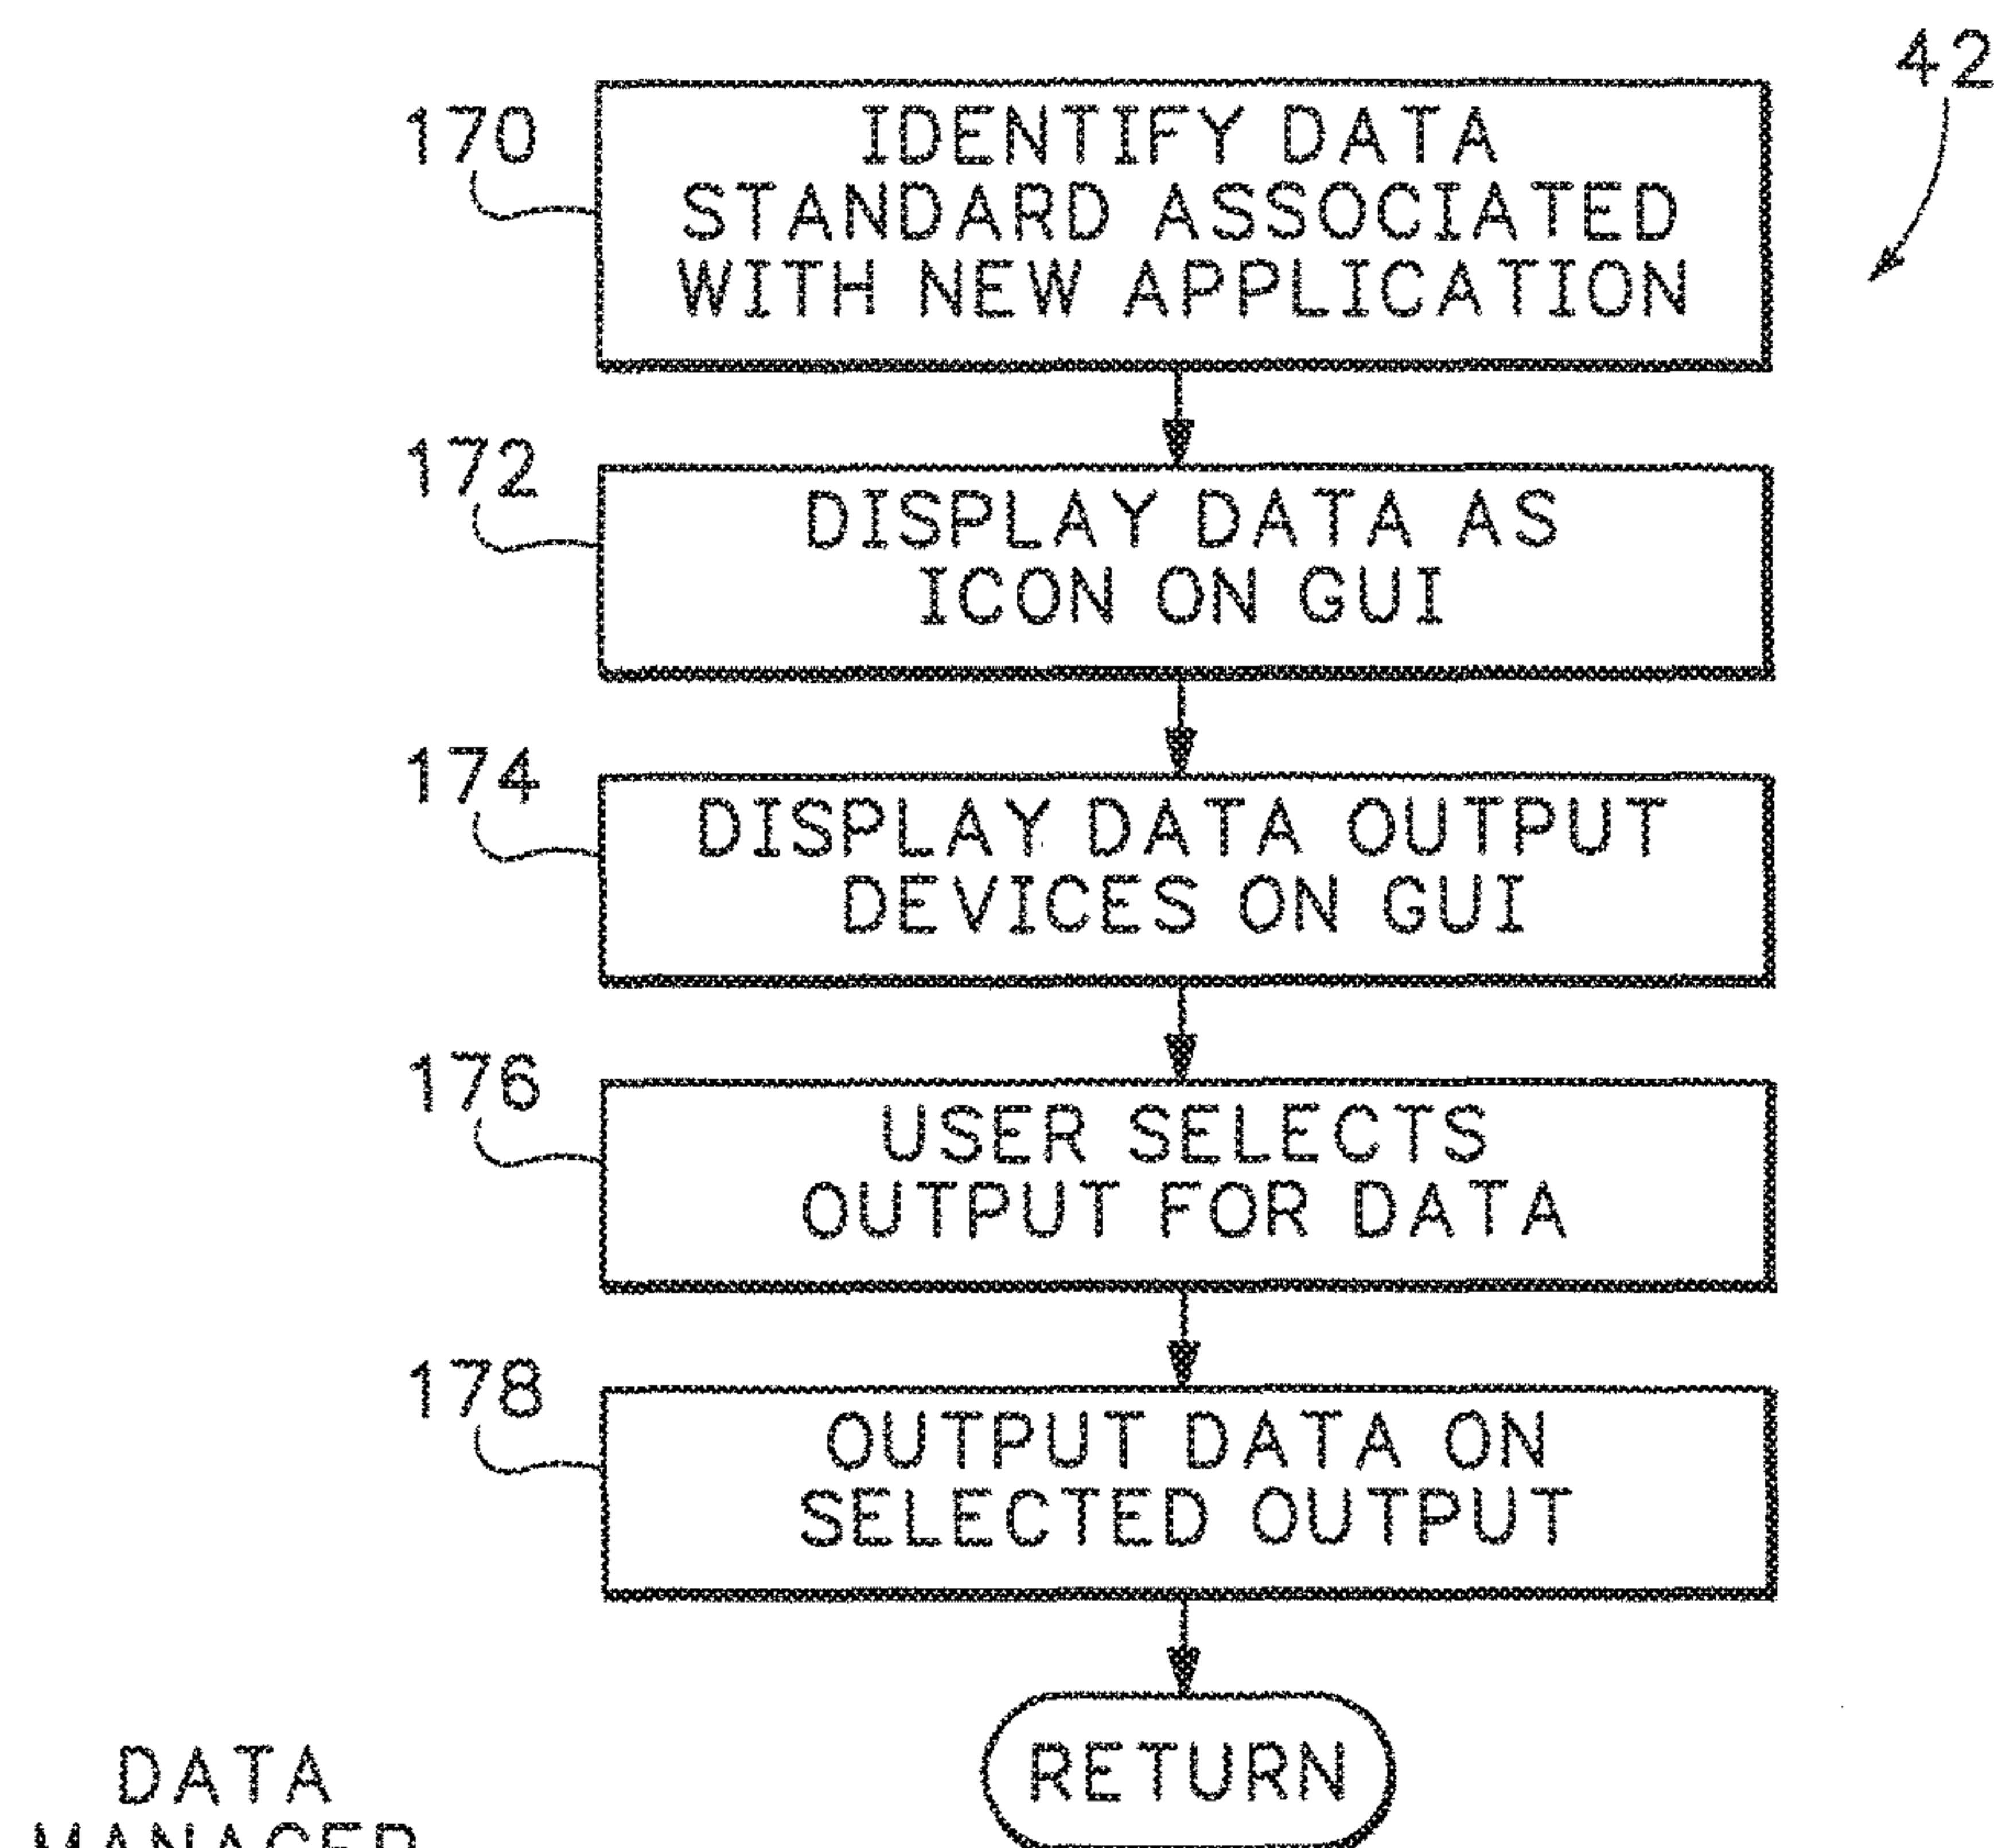 42
170
IDENTIFY DATA
STANDARD ASSOCIATED
WITH NEW APPLICATION
172
DISPLAY DATA AS
ICON ON GUI
174
DISPLAY DATA OUTPUT
DEVICES ON GUI
176
USER SELECTS
OUTPUT FOR DATA
178
OUTPUT DATA ON
SELECTED OUTPUT
RETURN
DATA
MANAGER